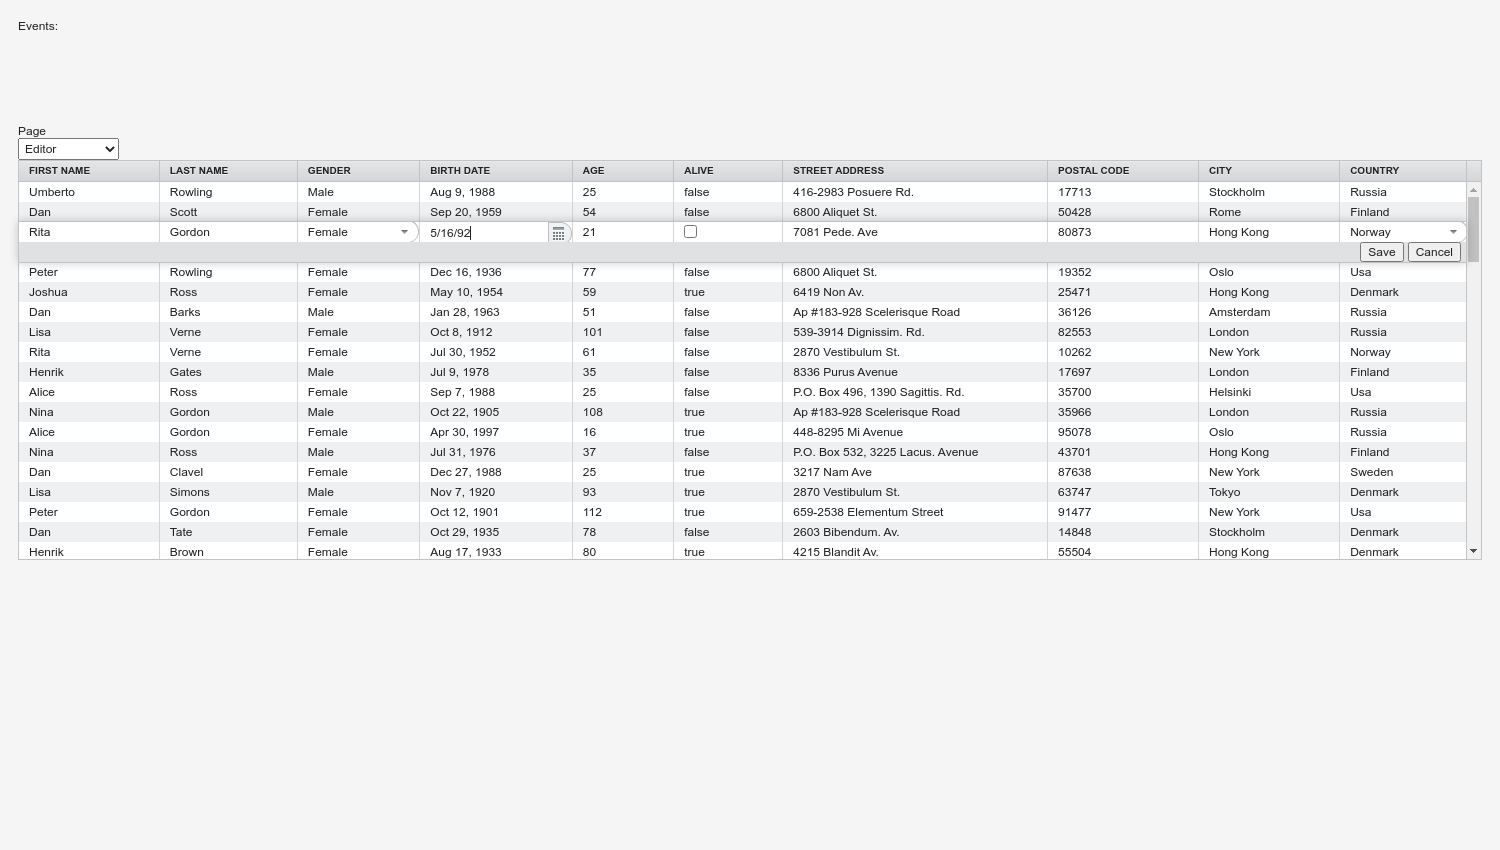 Events:
Page
Editor
FIRST NAME LAST NAME GENDER BIRTH DATE AGE ALIVE STREET ADDRESS POSTAL CODE CITY COUNTRY
Umberto Rowling Male Aug 9, 1988 25 false 416-2983 Posuere Rd. 17713 Stockholm Russia
Dan Scott Female Sep 20, 1959 54 false 6800 Aliquet St. 50428 Rome Finland
Rita Gordon Female 5/16/92 21 7081 Pede. Ave 80873 Hong Kong Norway
Save Cancel
Peter Rowling Female Dec 16, 1936 77 false 6800 Aliquet St. 19352 Oslo Usa
Joshua Ross Female May 10, 1954 59 true 6419 Non Av. 25471 Hong Kong Denmark
Dan Barks Male Jan 28, 1963 51 false Ap #183-928 Scelerisque Road 36126 Amsterdam Russia
Lisa Verne Female Oct 8, 1912 101 false 539-3914 Dignissim. Rd. 82553 London Russia
Rita Verne Female Jul 30, 1952 61 false 2870 Vestibulum St. 10262 New York Norway
Henrik Gates Male Jul 9, 1978 35 false 8336 Purus Avenue 17697 London Finland
Alice Ross Female Sep 7, 1988 25 false P.O. Box 496, 1390 Sagittis. Rd. 35700 Helsinki Usa
Nina Gordon Male Oct 22, 1905 108 true Ap #183-928 Scelerisque Road 35966 London Russia
Alice Gordon Female Apr 30, 1997 16 true 448-8295 Mi Avenue 95078 Oslo Russia
Nina Ross Male Jul 31, 1976 37 false P.O. Box 532, 3225 Lacus. Avenue 43701 Hong Kong Finland
Dan Clavel Female Dec 27, 1988 25 true 3217 Nam Ave 87638 New York Sweden
Lisa Simons Male Nov 7, 1920 93 true 2870 Vestibulum St. 63747 Tokyo Denmark
Peter Gordon Female Oct 12, 1901 112 true 659-2538 Elementum Street 91477 New York Usa
Dan Tate Female Oct 29, 1935 78 false 2603 Bibendum. Av. 14848 Stockholm Denmark
Henrik Brown Female Aug 17, 1933 80 true 4215 Blandit Av. 55504 Hong Kong Denmark